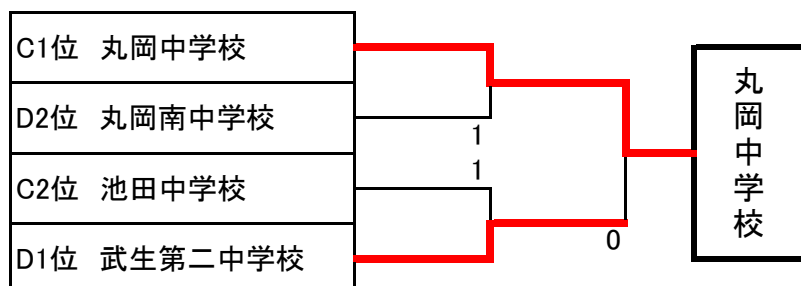 C1位 丸岡中学校
D2位 丸岡南中学校
1
1
C2位 池田中学校
D1位 武生第二中学校
0
丸岡中学校